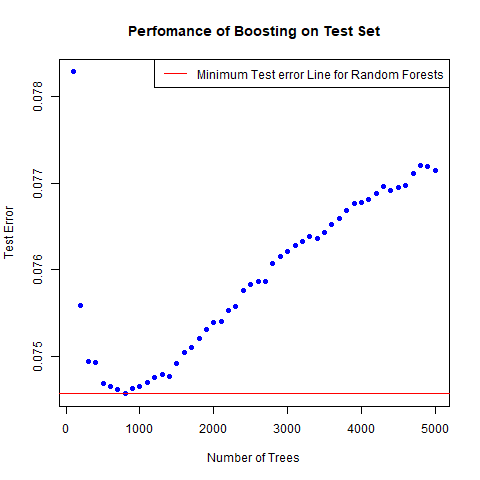 Perfomance of Boosting on Test Set
Minimum Test error Line for Random Forests
Test Error
0.078
0.077
0.076
0.075
0 1000 2000 3000 4000 5000
Number of Trees